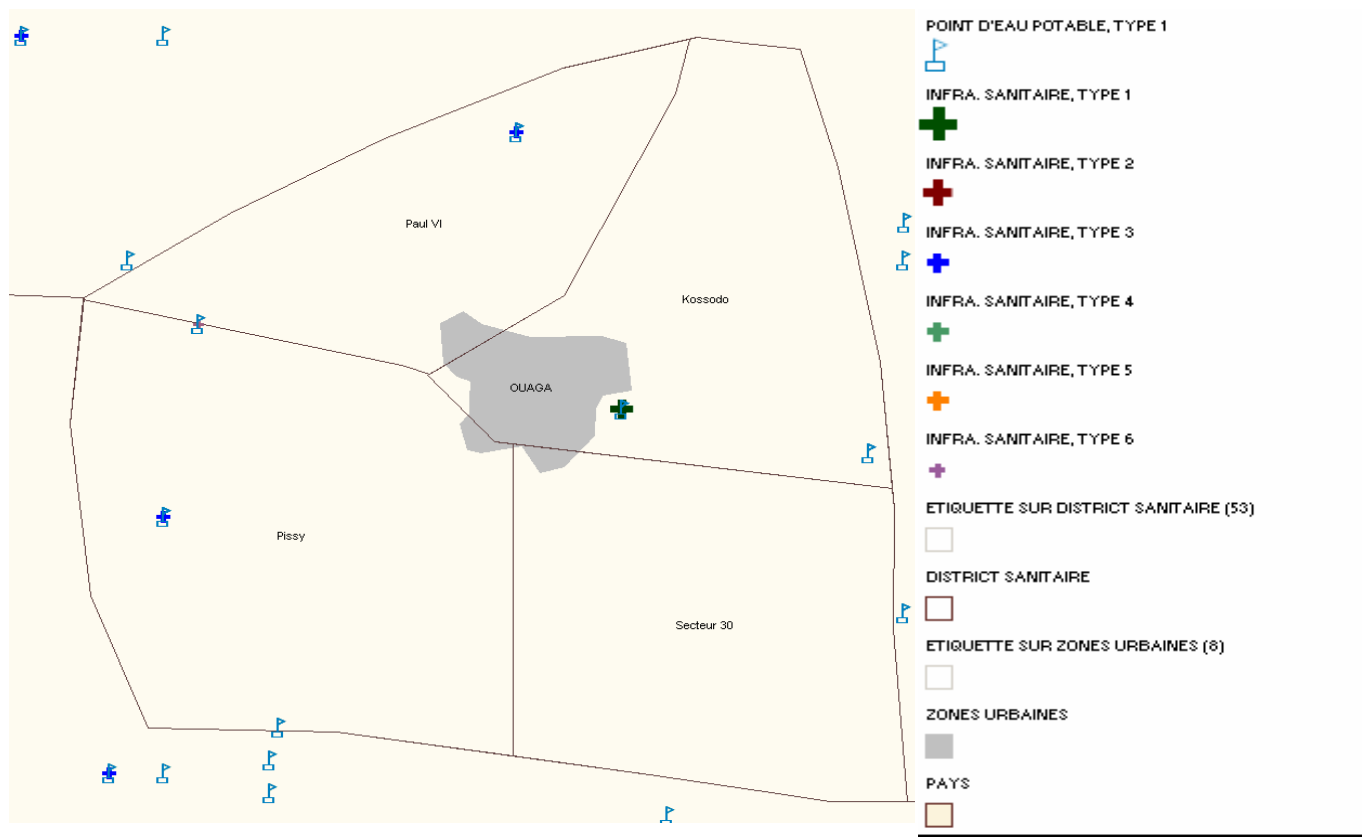 Paul VI
Kossodo
OUAGA
Pissy
Secteur 30
POINT D'EAU POTABLE, TYPE 1
INFRA. SANITAIRE, TYPE 1
INFRA. SANITAIRE, TYPE 2
INFRA. SANITAIRE, TYPE 3
INFRA. SANITAIRE, TYPE 4
INFRA. SANITAIRE, TYPE 5
INFRA. SANITAIRE, TYPE 6
ETIQUETTE SUR DISTRICT SANITAIRE (53)
DISTRICT SANITAIRE
ETIQUETTE SUR ZONES URBAINES (8)
ZONES URBAINES
PAYS